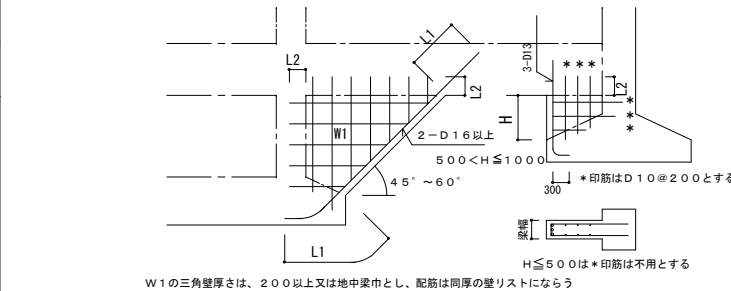 L1
L2
L2
W1
2－D16以上
45°～60°
L1
3-D13
＊＊＊
L2
H
＊
＊
＊
500＜H≦1000
300
＊印筋はD10@200とする
梁幅
H≦500は＊印筋は不用とする
W1の三角壁厚さは、200以上又は地中梁巾とし、配筋は同厚の壁リストにならう